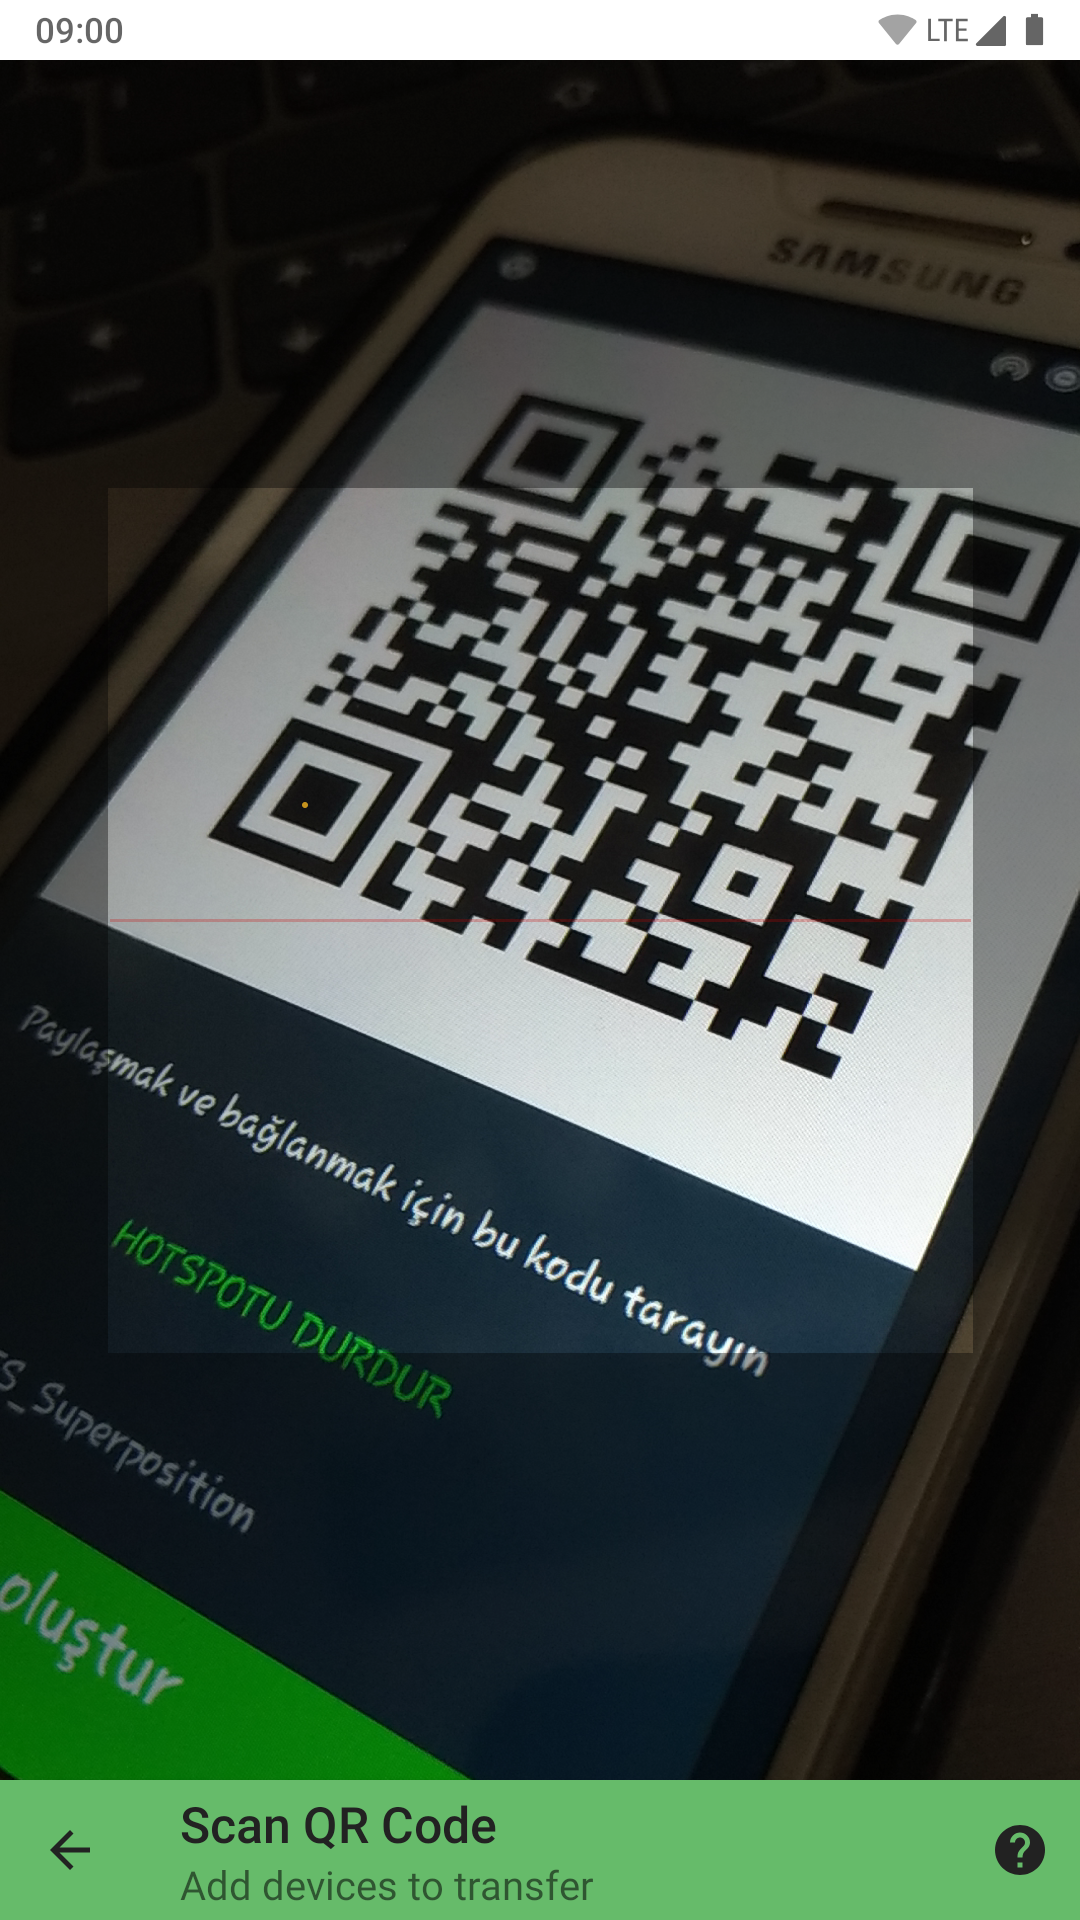 09:00
LTE
SAMSUNG
Paylaşmak ve bağlanmak için bu kodu tarayın
HOTSPOTU DURDUR
S_Superposition
oluştur
Scan QR Code
Add devices to transfer